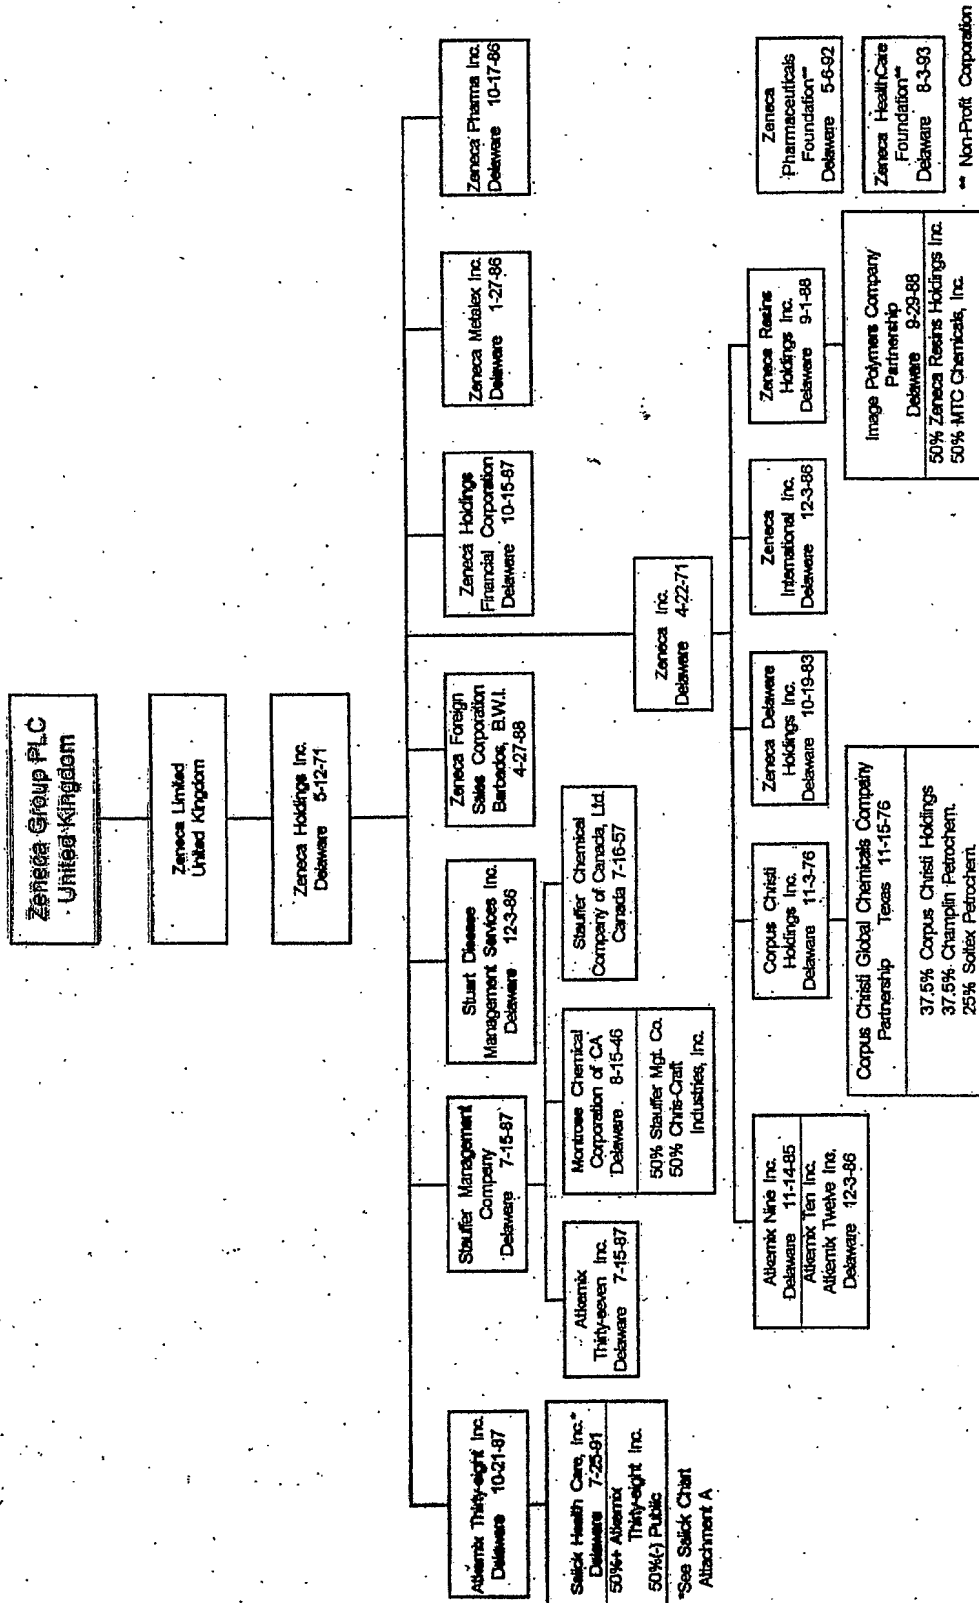 Zeneca Group PLC
United Kingdom
Zeneca Limited
United Kingdom
Zeneca Holdings Inc.
Delaware 5-12-71
Atkemix Thirty-eight Inc.
Delaware 10-21-87
Stauffer Management
Company
Delaware 7-15-87
Stuart Disease
Management Services Inc.
Delaware 12-3-86
Zeneca Foreign
Sales Corporation
Barbados, B.W.I.
4-27-88
Zeneca Holdings
Financial Corporation
Delaware 10-15-87
Zeneca Metalex Inc.
Delaware 1-27-86
Zeneca Pharma Inc.
Delaware 10-17-86
Salick Health Care, Inc.*
Delaware 7-25-91
50%+ Atkemix
Thirty-eight Inc.
50%(-) Public
*See Salick Chart
Attachment A
Atkemix
Thirty-seven Inc.
Delaware 7-15-87
Montrose Chemical
Corporation of CA
Delaware 8-15-46
50% Stauffer Mgt. Co.
50% Chris-Craft
Industries, Inc.
Stauffer Chemical
Company of Canada, Ltd.
Canada 7-16-57
Zeneca Inc.
Delaware 4-22-71
Atkemix Nine Inc.
Delaware 11-14-85
Atkemix Ten Inc.
Atkemix Twelve Inc.
Delaware 12-3-86
Corpus Christi
Holdings Inc.
Delaware 11-3-76
Zeneca Delaware
Holdings Inc.
Delaware 10-19-83
Zeneca
International Inc.
Delaware 12-3-86
Zeneca Resins
Holdings Inc.
Delaware 9-1-88
Zeneca
Pharmaceuticals
Foundation**
Delaware 5-6-92
Corpus Christi Global Chemicals Company
Partnership Texas 11-15-76
37.5% Corpus Christi Holdings
37.5% Champlin Petrochem.
25% Soltex Petrochem.
Image Polymers Company
Partnership
Delaware 9-29-88
50% Zeneca Resins Holdings Inc.
50% MTC Chemicals, Inc.
Zeneca HealthCare
Foundation**
Delaware 8-3-93
** Non-Profit Corporation